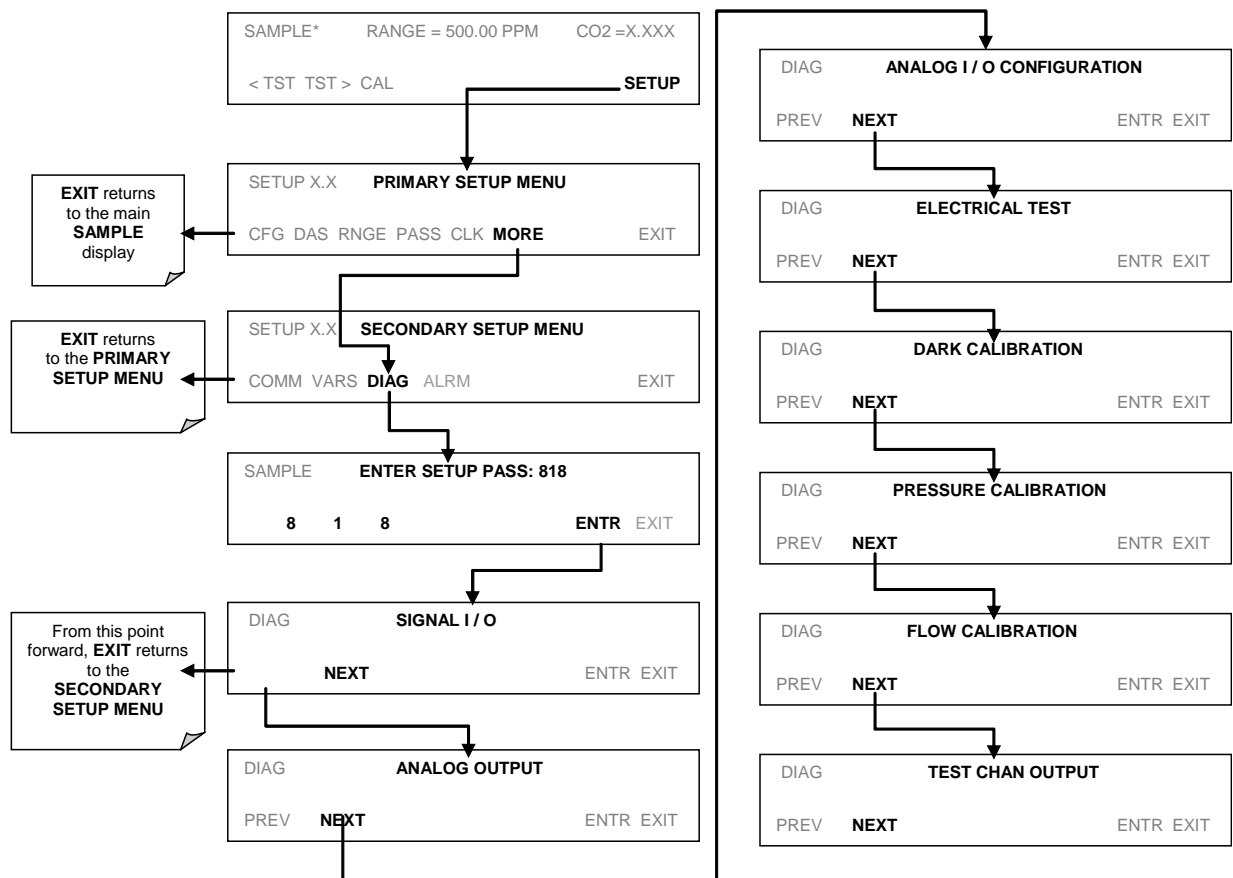 SAMPLE* RANGE = 500.00 PPM CO2 =X.XXX
< TST TST > CAL SETUP
EXIT returns
to the main
SAMPLE
display
SETUP X.X PRIMARY SETUP MENU
CFG DAS RNGE PASS CLK MORE EXIT
EXIT returns
to the PRIMARY
SETUP MENU
SETUP X.X SECONDARY SETUP MENU
COMM VARS DIAG ALRM EXIT
SAMPLE ENTER SETUP PASS: 818
8 1 8 ENTR EXIT
From this point
forward, EXIT returns
to the
SECONDARY
SETUP MENU
DIAG SIGNAL I / O
NEXT ENTR EXIT
DIAG ANALOG OUTPUT
PREV NEXT ENTR EXIT
DIAG ANALOG I / O CONFIGURATION
PREV NEXT ENTR EXIT
DIAG ELECTRICAL TEST
PREV NEXT ENTR EXIT
DIAG DARK CALIBRATION
PREV NEXT ENTR EXIT
DIAG PRESSURE CALIBRATION
PREV NEXT ENTR EXIT
DIAG FLOW CALIBRATION
PREV NEXT ENTR EXIT
DIAG TEST CHAN OUTPUT
PREV NEXT ENTR EXIT